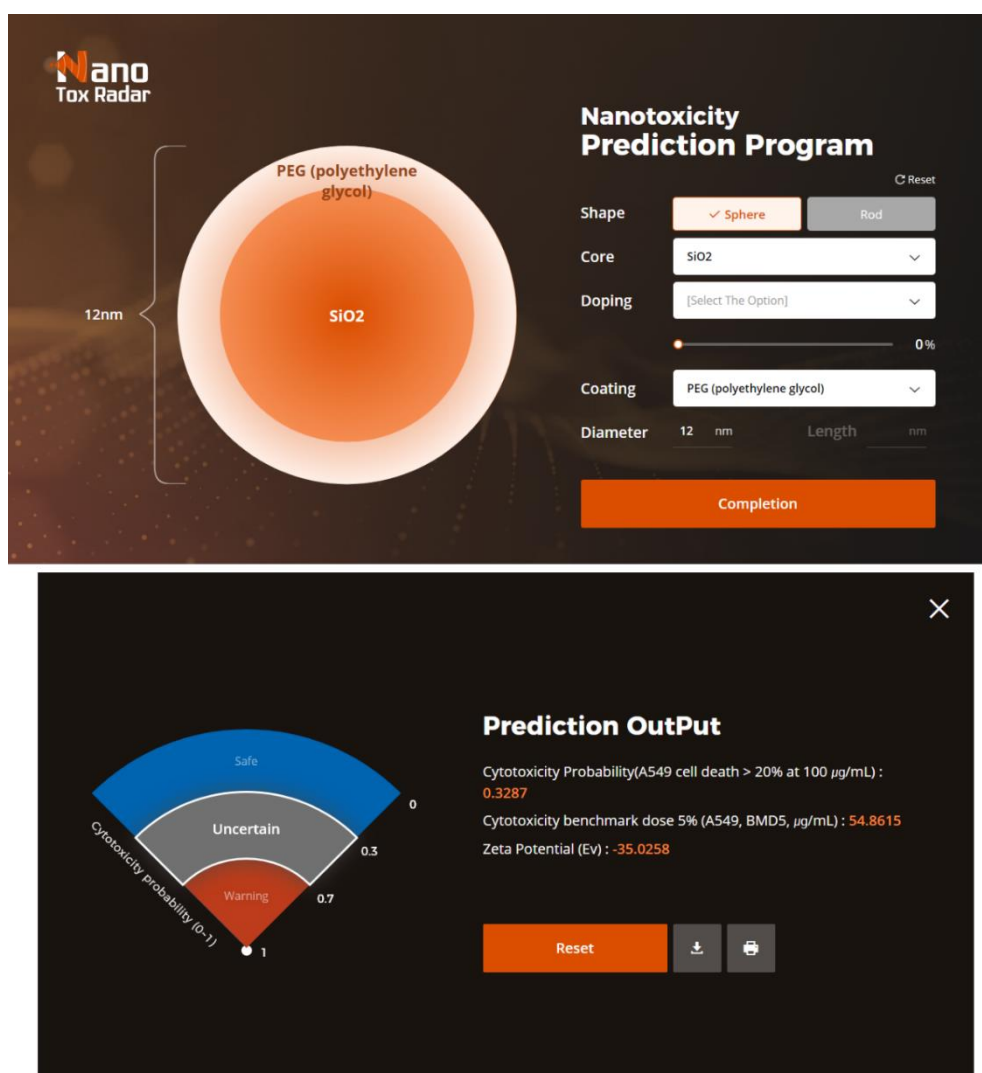 Nano
Tox Radar
PEG (polyethylene
glycol)
SiO2
12nm
Nanotoxicity
Prediction Program
Reset
Shape
Sphere
Rod
Core
SiO2
Doping
[Select The Option]
0%
Coating
PEG (polyethylene glycol)
Diameter
12 nm
Length
nm
Completion
Safe
Uncertain
Warning
0
0.3
0.7
1
Cytotoxicity probability (0-1)
Prediction OutPut
Cytotoxicity Probability(A549 cell death > 20% at 100 μg/mL) :
0.3287
Cytotoxicity benchmark dose 5% (A549, BMD5, μg/mL) : 54.8615
Zeta Potential (Ev) : -35.0258
Reset